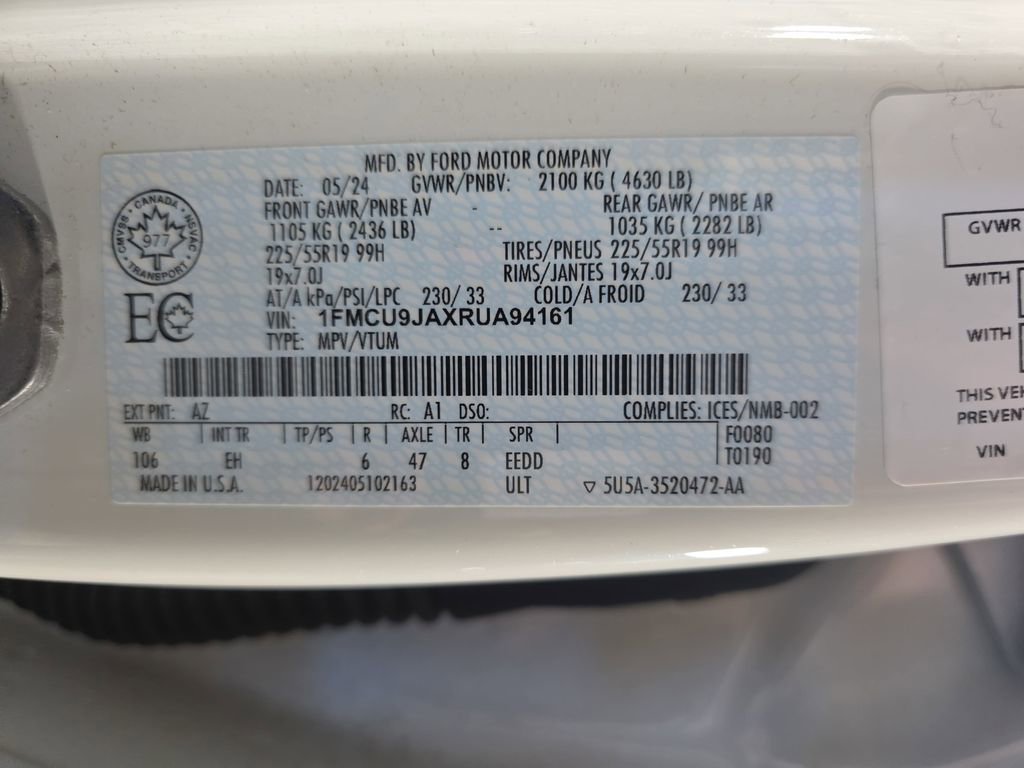 MFD. BY FORD MOTOR COMPANY
DATE: 05/24 GVWR/PNBV: 2100 KG ( 4630 LB)
FRONT GAWR/PNBE AV - REAR GAWR/ PNBE AR
1105 KG ( 2436 LB) -- 1035 KG ( 2282 LB)
225/55R19 99H TIRES/PNEUS 225/55R19 99H
19x7.0J RIMS/JANTES 19x7.0J
AT/A kPa/PSI/LPC 230/ 33 COLD/A FROID 230/ 33
VIN: 1FMCU9JAXRUA94161
TYPE: MPV/VTUM
CANADA · NSVAC · TRANSPORT · CMVSS
977
EC
EXT PNT: AZ RC: A1 DSO: COMPLIES: ICES/NMB-002
WB | INT TR | TP/PS | R | AXLE | TR | SPR | F0080
106 EH 6 47 8 EEDD T0190
MADE IN U.S.A. 1202405102163 ULT ▽ 5U5A-3520472-AA
GVWR
WITH
WITH
THIS VEH
PREVENT
VIN